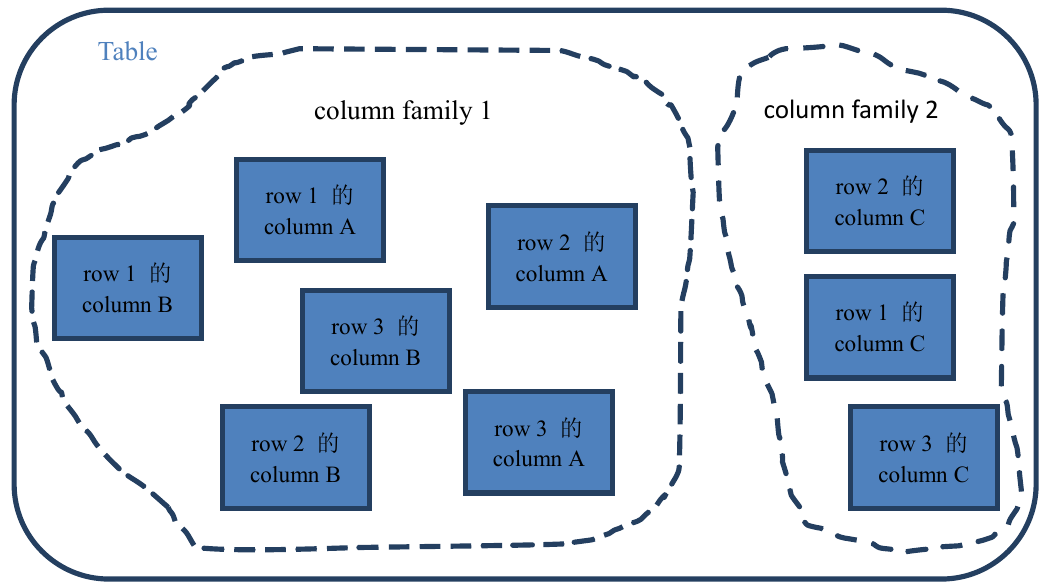 Table
column family 1
column family 2
row 1 的
column A
row 2 的
column A
row 1 的
column B
row 3 的
column B
row 2 的
column B
row 3 的
column A
row 2 的
column C
row 1 的
column C
row 3 的
column C